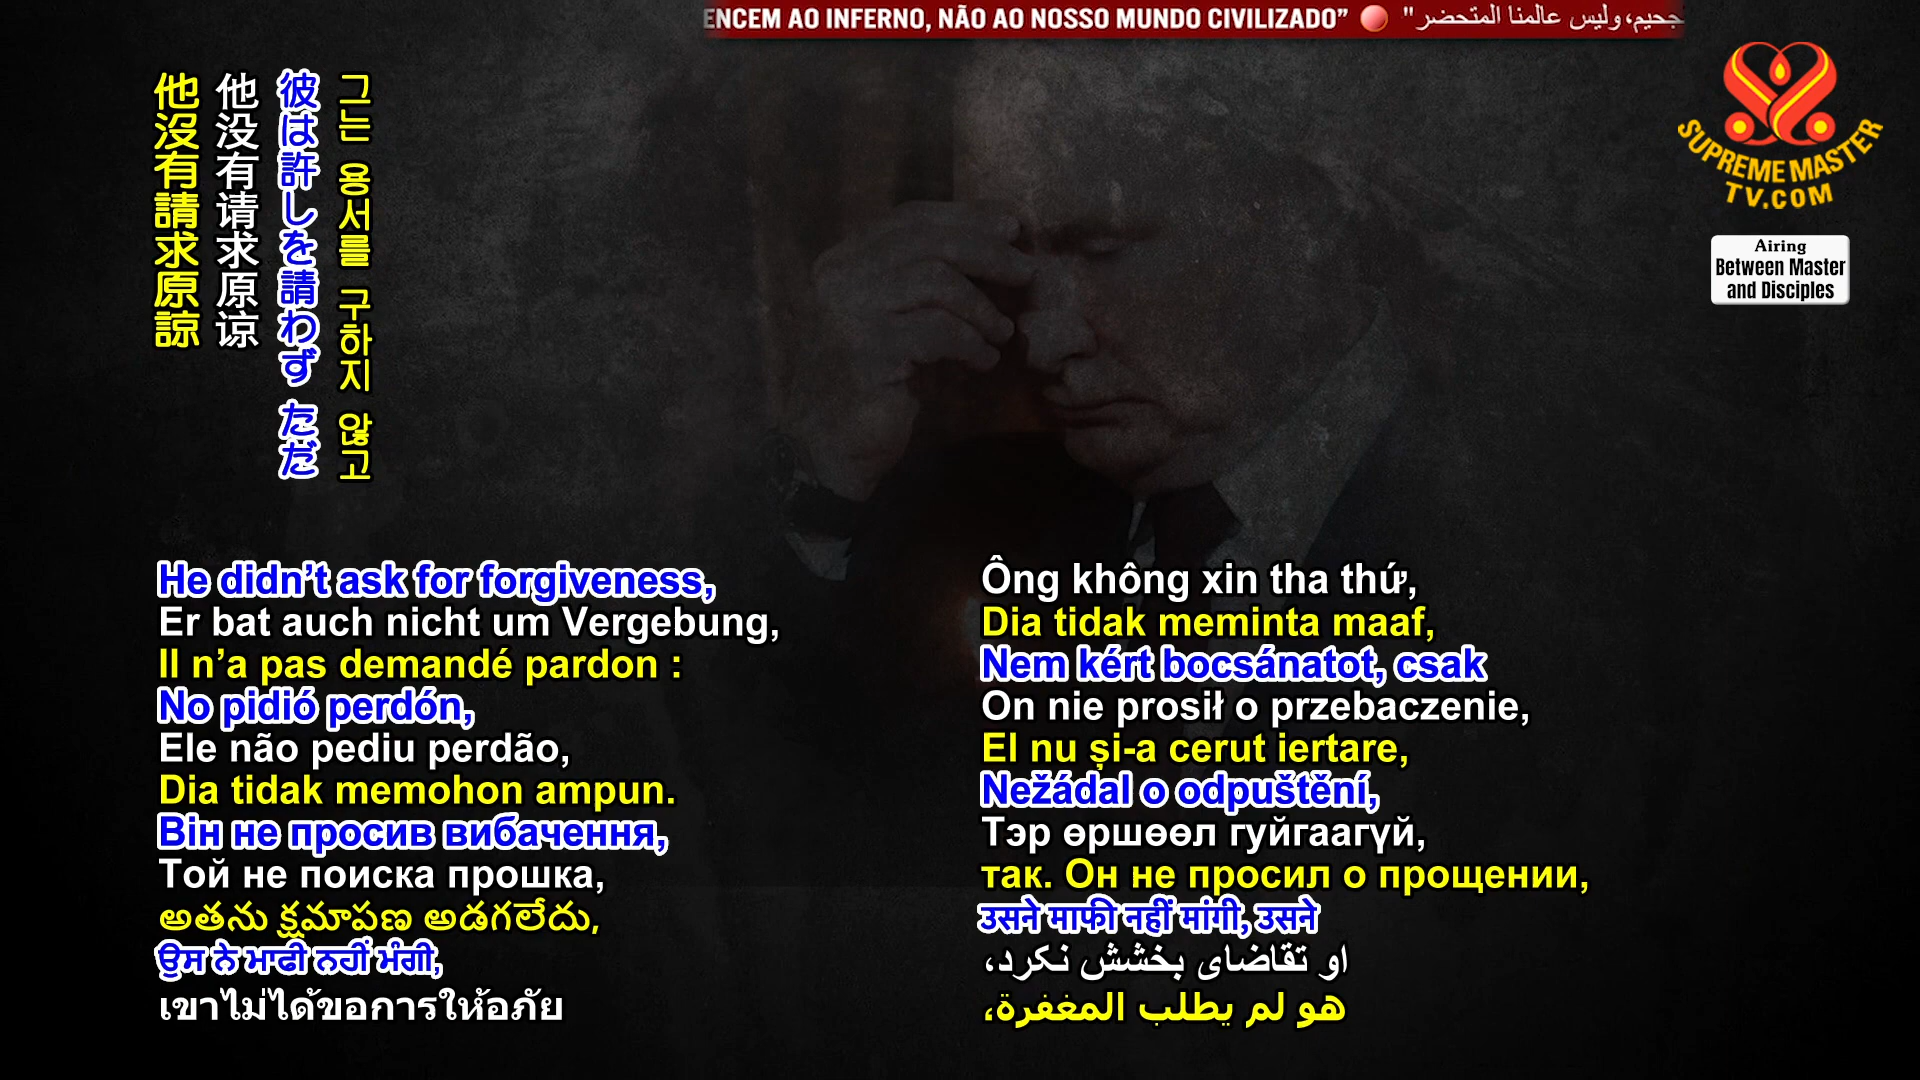 ENCEM AO INFERNO, NÃO AO NOSSO MUNDO CIVILIZADO” "جحيم، وليس عالمنا المتحضر"
SUPREME MASTER
TV.COM
Airing
Between Master
and Disciples
그는 용서를 구하지 않고
彼は許しを請わず ただ
他没有请求原谅
他沒有請求原諒
He didn’t ask for forgiveness,
Er bat auch nicht um Vergebung,
Il n’a pas demandé pardon :
No pidió perdón,
Ele não pediu perdão,
Dia tidak memohon ampun.
Він не просив вибачення,
Той не поиска прошка,
అతను క్షమాపణ అడగలేదు,
ਉਸ ਨੇ ਮਾਫੀ ਨਹੀਂ ਮੰਗੀ,
เขาไม่ได้ขอการให้อภัย
Ông không xin tha thứ,
Dia tidak meminta maaf,
Nem kért bocsánatot, csak
On nie prosił o przebaczenie,
El nu și-a cerut iertare,
Nežádal o odpuštění,
Тэр өршөөл гуйгаагүй,
так. Он не просил о прощении,
उसने माफी नहीं मांगी, उसने
او تقاضای بخشش نکرد،
هو لم يطلب المغفرة،